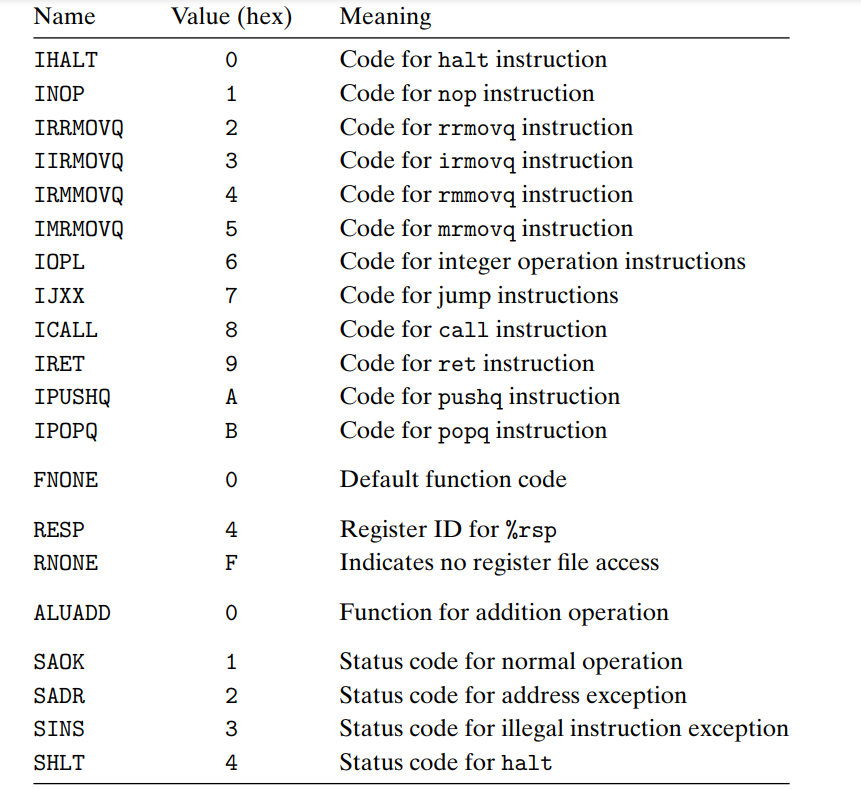 Name Value (hex) Meaning
IHALT 0 Code for halt instruction
INOP 1 Code for nop instruction
IRRMOVQ 2 Code for rrmovq instruction
IIRMOVQ 3 Code for irmovq instruction
IRMMOVQ 4 Code for rmmovq instruction
IMRMOVQ 5 Code for mrmovq instruction
IOPL 6 Code for integer operation instructions
IJXX 7 Code for jump instructions
ICALL 8 Code for call instruction
IRET 9 Code for ret instruction
IPUSHQ A Code for pushq instruction
IPOPQ B Code for popq instruction
FNONE 0 Default function code
RESP 4 Register ID for %rsp
RNONE F Indicates no register file access
ALUADD 0 Function for addition operation
SAOK 1 Status code for normal operation
SADR 2 Status code for address exception
SINS 3 Status code for illegal instruction exception
SHLT 4 Status code for halt